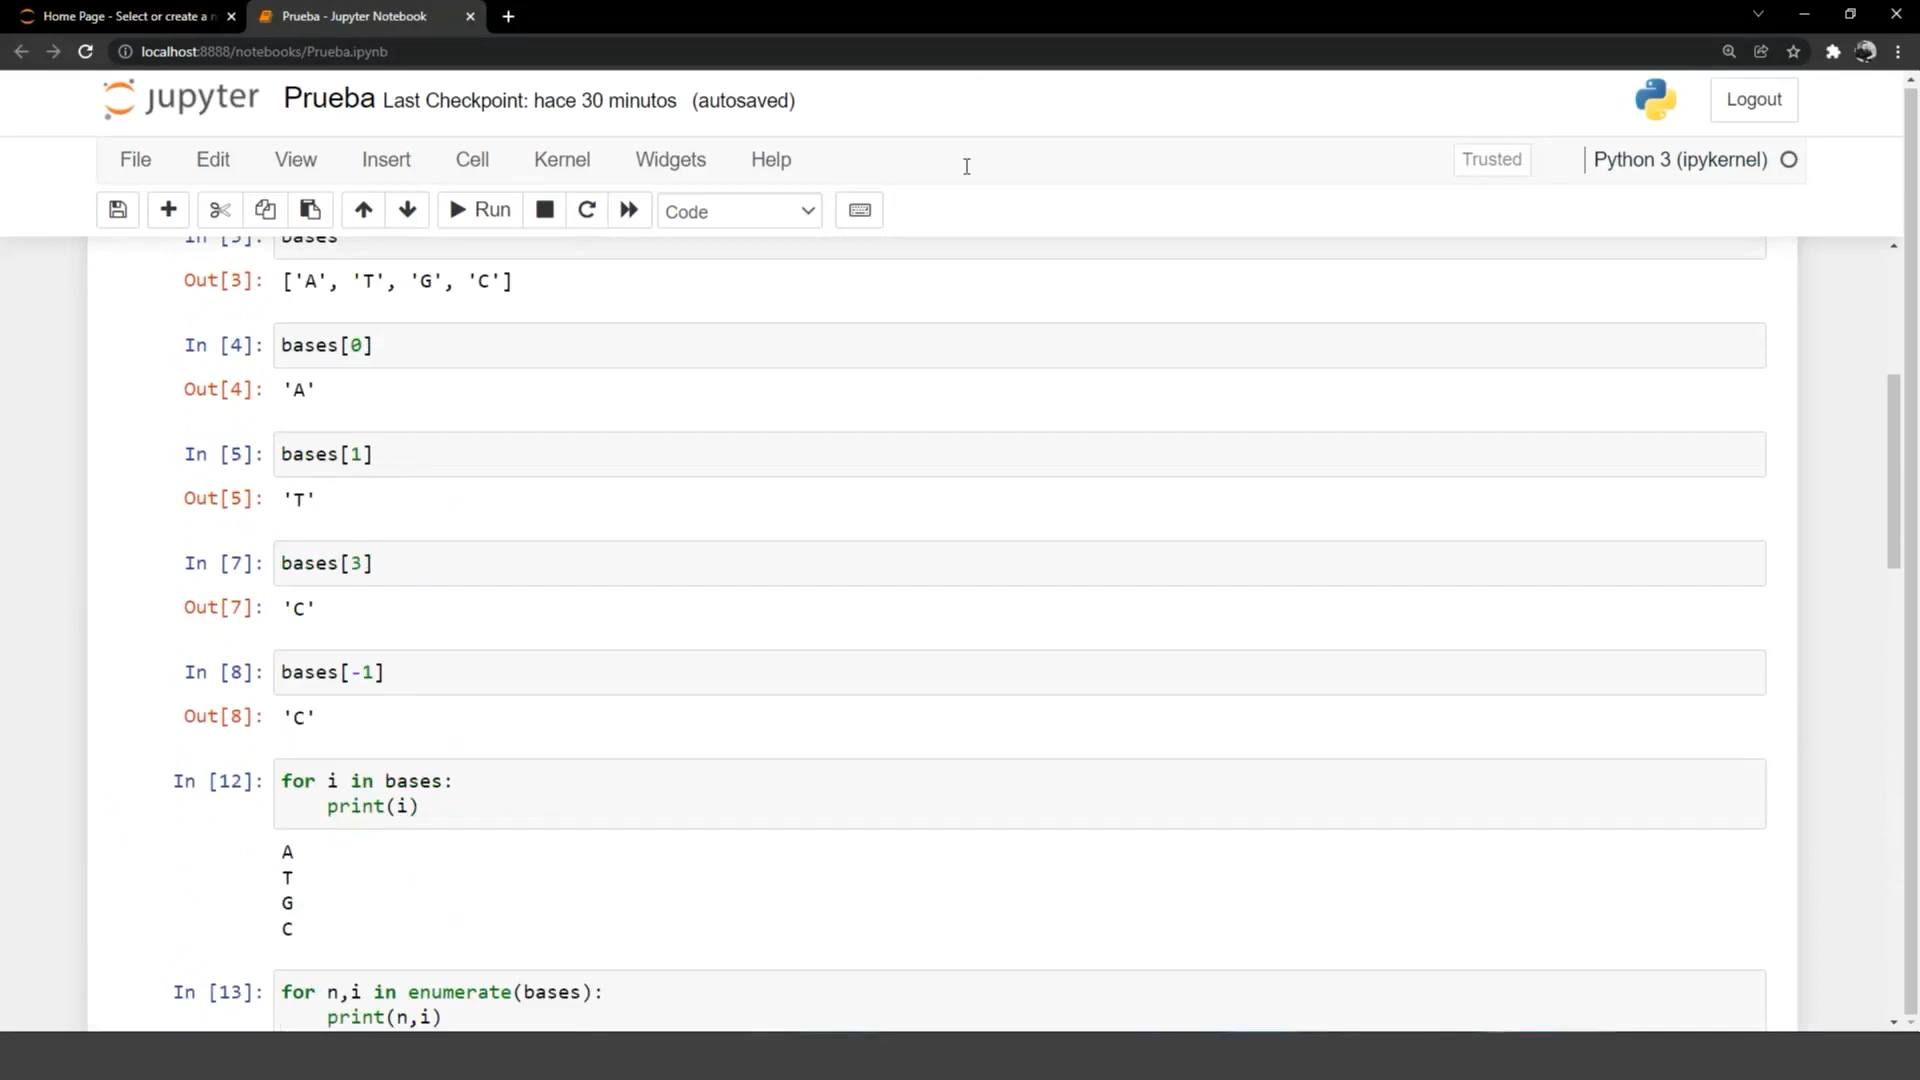 Home Page - Select or create a n
Prueba - Jupyter Notebook
localhost:8888/notebooks/Prueba.ipynb
jupyter Prueba Last Checkpoint: hace 30 minutos (autosaved)
Logout
File Edit View Insert Cell Kernel Widgets Help
Trusted
Python 3 (ipykernel)
Run
Code
In [3]: bases
Out[3]: ['A', 'T', 'G', 'C']
In [4]: bases[0]
Out[4]: 'A'
In [5]: bases[1]
Out[5]: 'T'
In [7]: bases[3]
Out[7]: 'C'
In [8]: bases[-1]
Out[8]: 'C'
In [12]: for i in bases:
print(i)
A
T
G
C
In [13]: for n,i in enumerate(bases):
print(n,i)